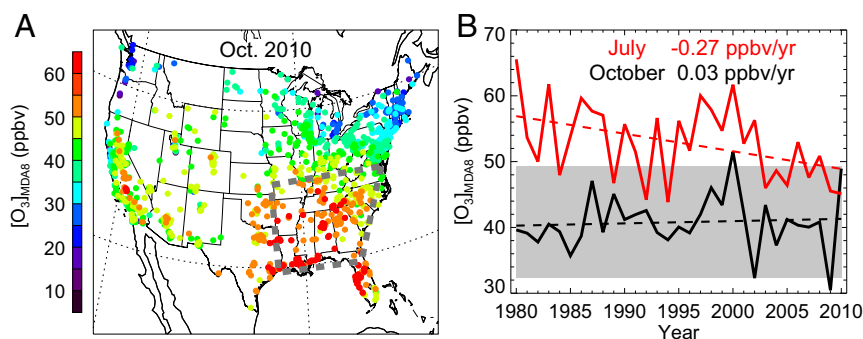 A
Oct. 2010
[O3]MDA8 (ppbv)
60
50
40
30
20
10
B
July -0.27 ppbv/yr
October 0.03 ppbv/yr
[O3]MDA8 (ppbv)
70
60
50
40
30
1980 1985 1990 1995 2000 2005 2010
Year